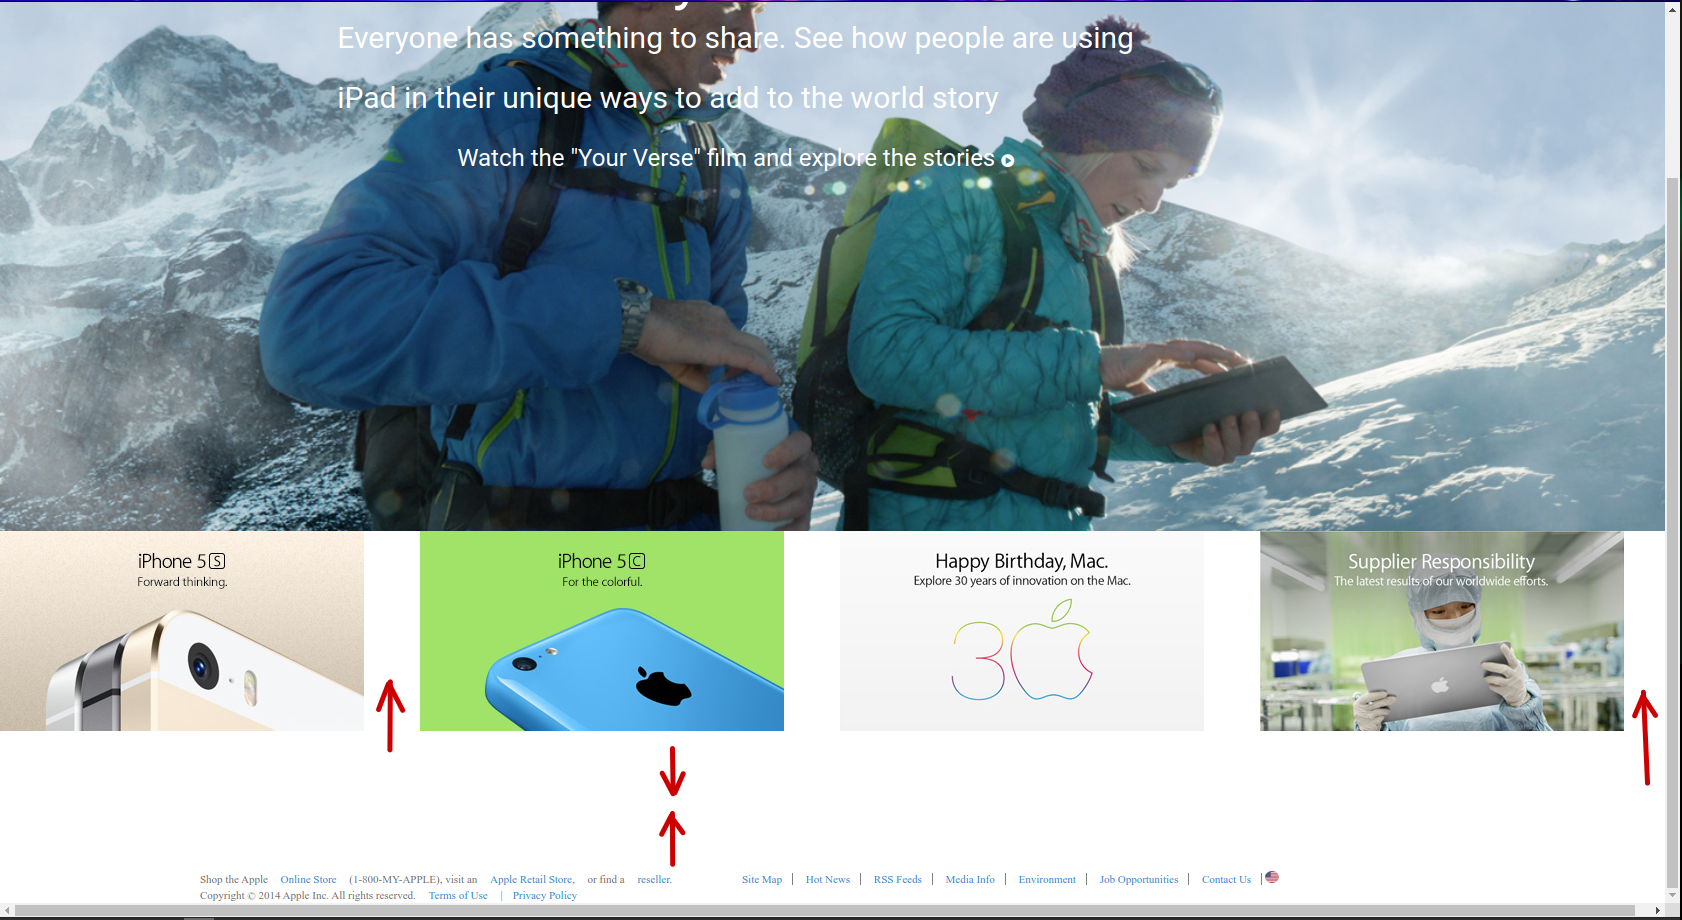 Everyone has something to share. See how people are using
iPad in their unique ways to add to the world story
Watch the "Your Verse" film and explore the stories
iPhone 5S
Forward thinking.
iPhone 5C
For the colorful.
Happy Birthday, Mac.
Explore 30 years of innovation on the Mac.
30
Supplier Responsibility
The latest results of our worldwide efforts.
Shop the Apple Online Store (1-800-MY-APPLE), visit an Apple Retail Store, or find a reseller.
Site Map | Hot News | RSS Feeds | Media Info | Environment | Job Opportunities | Contact Us |
Copyright © 2014 Apple Inc. All rights reserved. Terms of Use | Privacy Policy